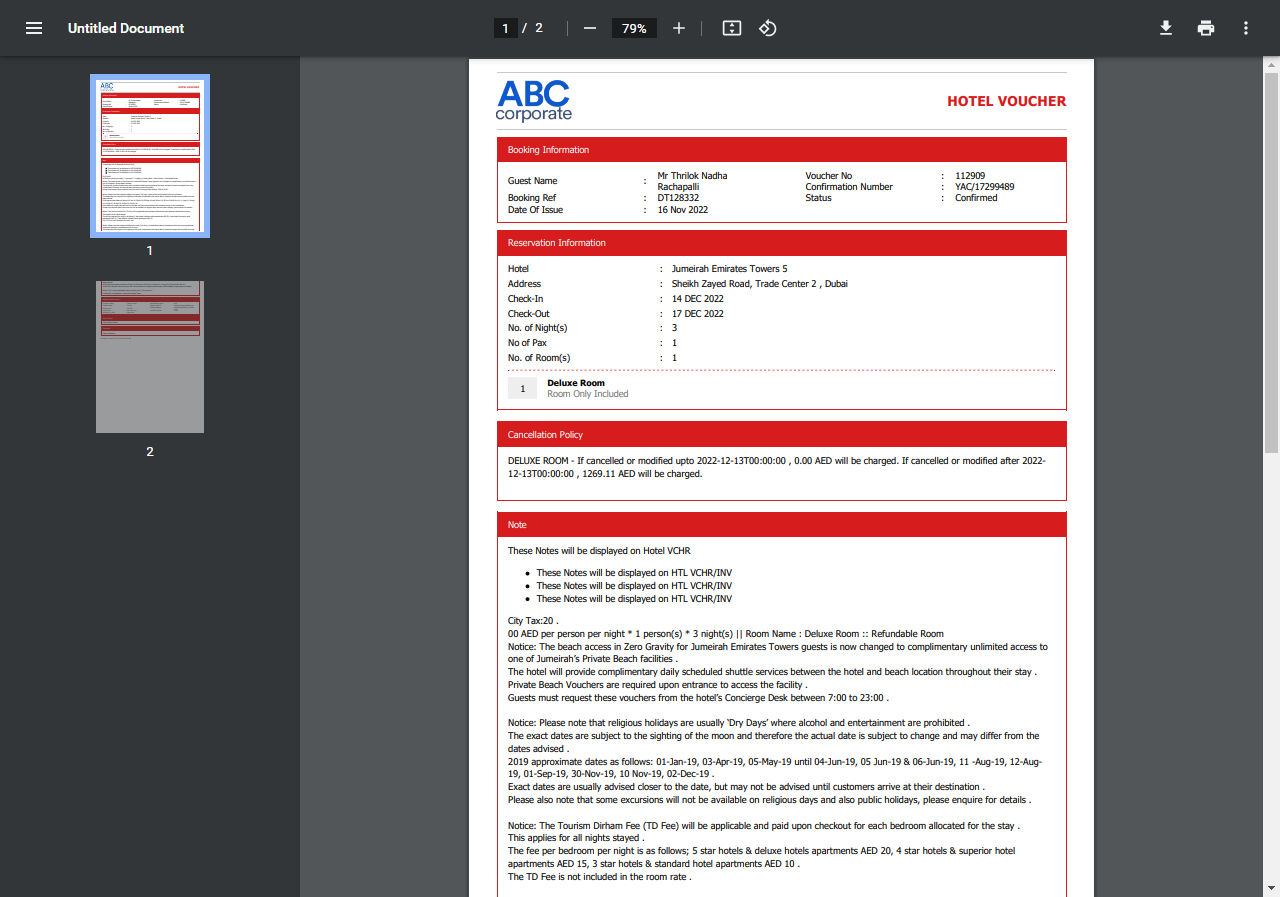 Untitled Document
1 / 2
79%
1
2
ABC
corporate
HOTEL VOUCHER
Booking Information
Guest Name : Mr Thrilok Nadha
Rachapalli
Booking Ref : DT128332
Date Of Issue : 16 Nov 2022
Voucher No : 112909
Confirmation Number : YAC/17299489
Status : Confirmed
Reservation Information
Hotel : Jumeirah Emirates Towers 5
Address : Sheikh Zayed Road, Trade Center 2 , Dubai
Check-In : 14 DEC 2022
Check-Out : 17 DEC 2022
No. of Night(s) : 3
No of Pax : 1
No. of Room(s) : 1
1 Deluxe Room
Room Only Included
Cancellation Policy
DELUXE ROOM - If cancelled or modified upto 2022-12-13T00:00:00 , 0.00 AED will be charged. If cancelled or modified after 2022-
12-13T00:00:00 , 1269.11 AED will be charged.
Note
These Notes will be displayed on Hotel VCHR
• These Notes will be displayed on HTL VCHR/INV
• These Notes will be displayed on HTL VCHR/INV
• These Notes will be displayed on HTL VCHR/INV
City Tax:20 .
00 AED per person per night * 1 person(s) * 3 night(s) || Room Name : Deluxe Room :: Refundable Room
Notice: The beach access in Zero Gravity for Jumeirah Emirates Towers guests is now changed to complimentary unlimited access to
one of Jumeirah's Private Beach facilities .
The hotel will provide complimentary daily scheduled shuttle services between the hotel and beach location throughout their stay .
Private Beach Vouchers are required upon entrance to access the facility .
Guests must request these vouchers from the hotel's Concierge Desk between 7:00 to 23:00 .
Notice: Please note that religious holidays are usually 'Dry Days' where alcohol and entertainment are prohibited .
The exact dates are subject to the sighting of the moon and therefore the actual date is subject to change and may differ from the
dates advised .
2019 approximate dates as follows: 01-Jan-19, 03-Apr-19, 05-May-19 until 04-Jun-19, 05 Jun-19 & 06-Jun-19, 11 -Aug-19, 12-Aug-
19, 01-Sep-19, 30-Nov-19, 10 Nov-19, 02-Dec-19 .
Exact dates are usually advised closer to the date, but may not be advised until customers arrive at their destination .
Please also note that some excursions will not be available on religious days and also public holidays, please enquire for details .
Notice: The Tourism Dirham Fee (TD Fee) will be applicable and paid upon checkout for each bedroom allocated for the stay .
This applies for all nights stayed .
The fee per bedroom per night is as follows; 5 star hotels & deluxe hotels apartments AED 20, 4 star hotels & superior hotel
apartments AED 15, 3 star hotels & standard hotel apartments AED 10 .
The TD Fee is not included in the room rate .